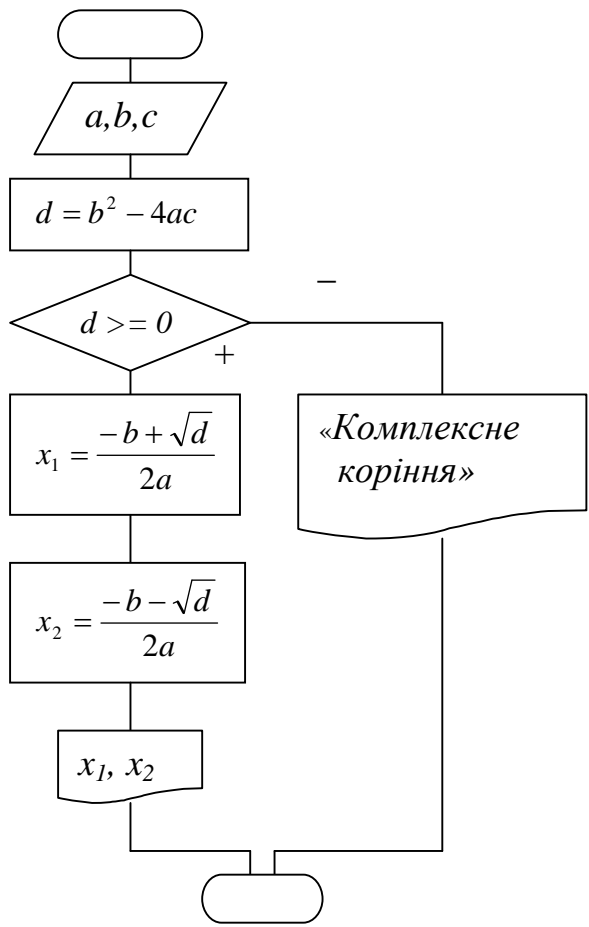 a,b,c
d = b² − 4ac
−
d >= 0
+
x₁ = (−b + √d) / 2a
«Комплексне
коріння»
x₂ = (−b − √d) / 2a
x₁, x₂